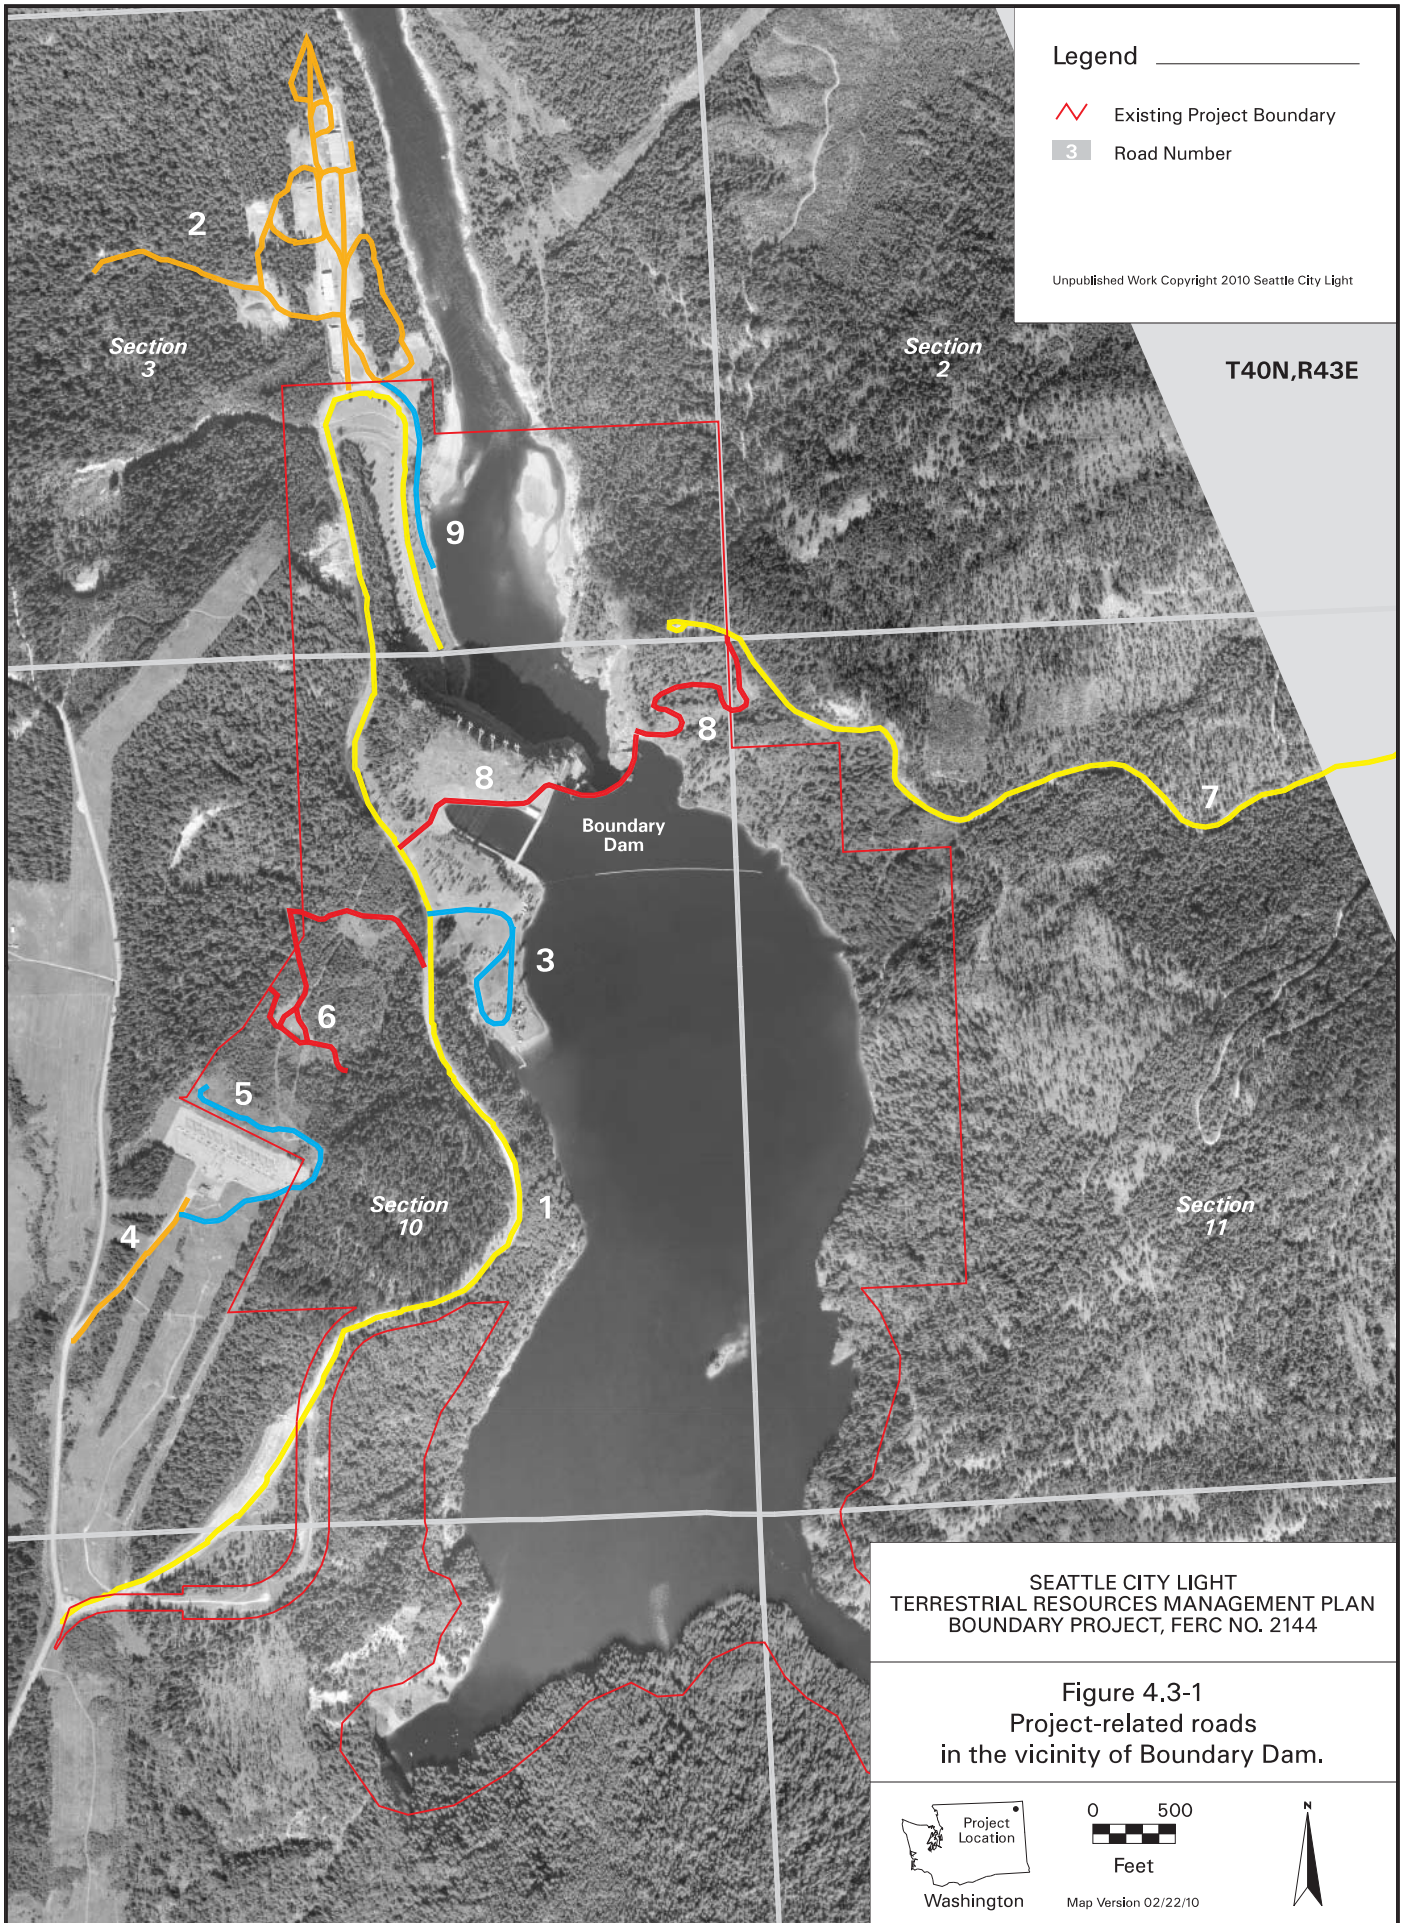 Legend
Existing Project Boundary
3
Road Number
Unpublished Work Copyright 2010 Seattle City Light
T40N,R43E
2
Section
3
Section
2
9
8
8
7
Boundary
Dam
3
6
5
Section
10
1
Section
11
4
SEATTLE CITY LIGHT
TERRESTRIAL RESOURCES MANAGEMENT PLAN
BOUNDARY PROJECT, FERC NO. 2144
Figure 4.3-1
Project-related roads
in the vicinity of Boundary Dam.
Project
Location
Washington
0 500
Feet
Map Version 02/22/10
N